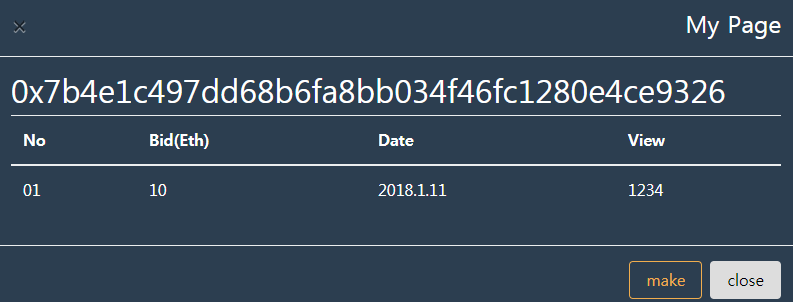 × My Page
0x7b4e1c497dd68b6fa8bb034f46fc1280e4ce9326
No Bid(Eth) Date View
01 10 2018.1.11 1234
make close